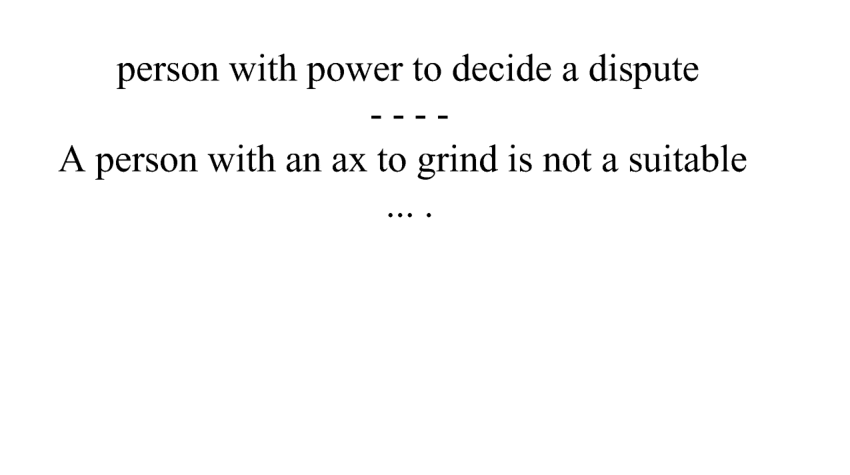 person with power to decide a dispute
- - - -
A person with an ax to grind is not a suitable
... .